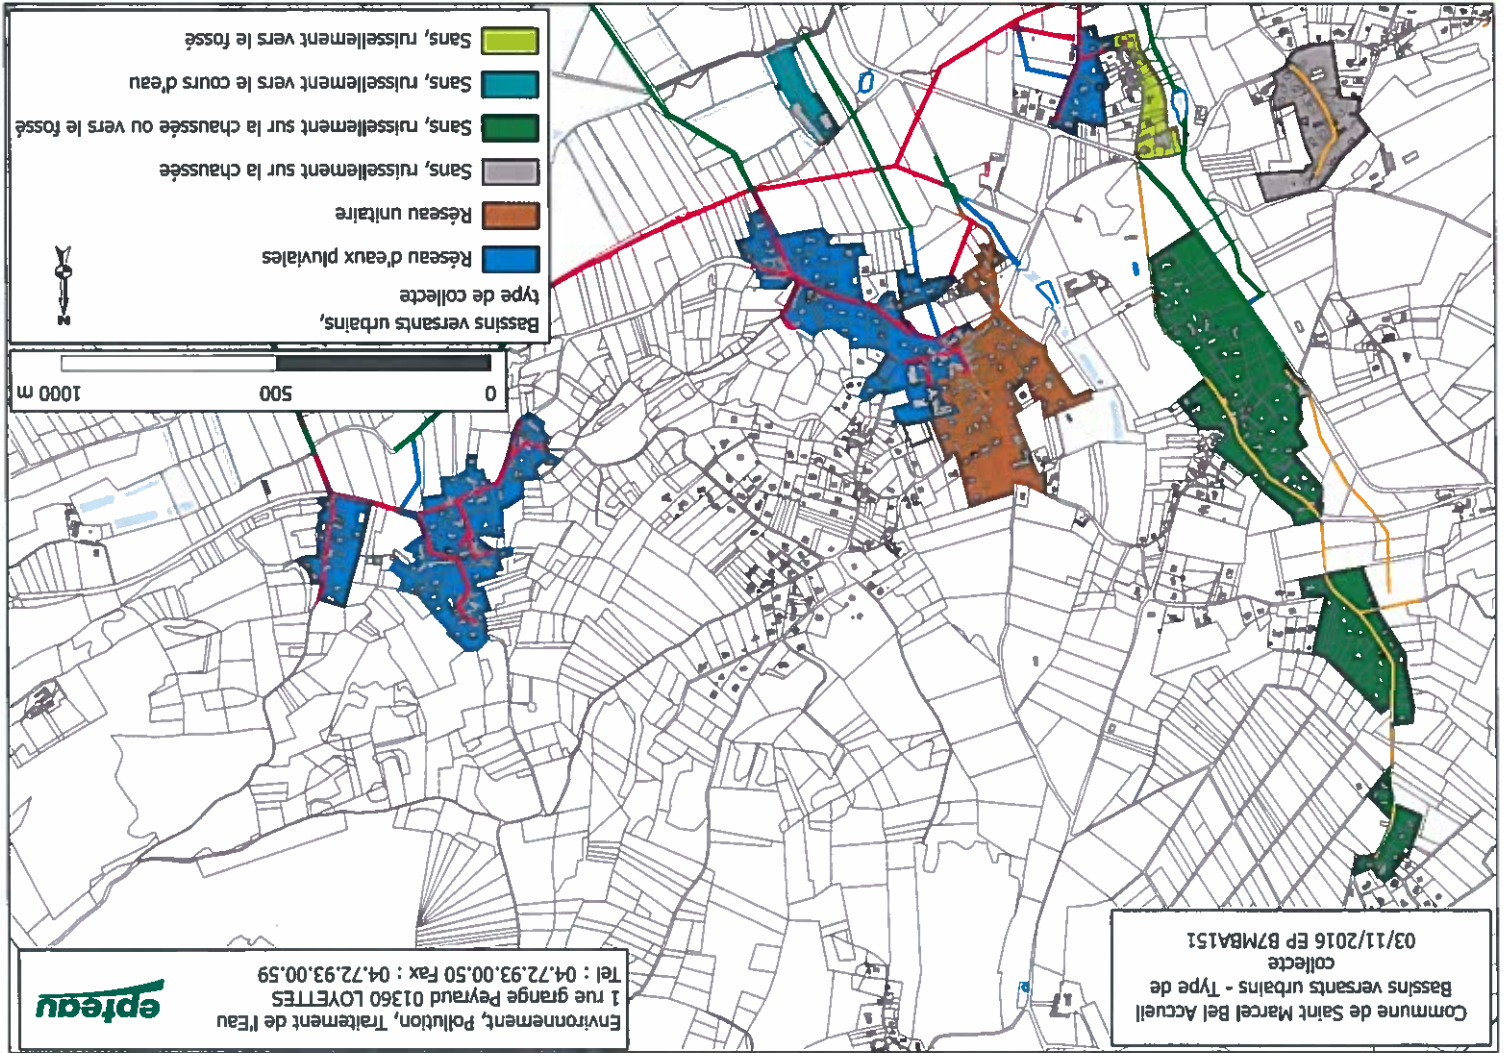 Commune de Saint Marcel Bel Accueil
Bassins versants urbains - Type de
collecte
03/11/2016 EP B7MBA151
Environnement, Pollution, Traitement de l'Eau
1 rue grange Peyraud 01360 LOYETTES
Tel : 04.72.93.00.50 Fax : 04.72.93.00.59
epteau
0
500
1000 m
Bassins versants urbains,
type de collecte
N
Réseau d'eaux pluviales
Réseau unitaire
Sans, ruissellement sur la chaussée
Sans, ruissellement sur la chaussée ou vers le fossé
Sans, ruissellement vers le cours d'eau
Sans, ruissellement vers le fossé